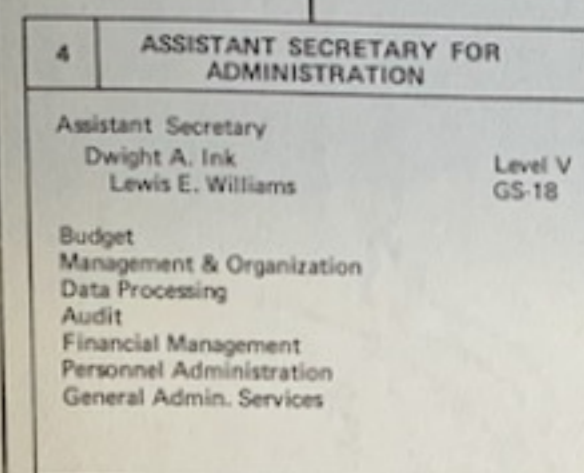 4 ASSISTANT SECRETARY FOR
ADMINISTRATION
Assistant Secretary
Dwight A. Ink Level V
Lewis E. Williams GS-18
Budget
Management & Organization
Data Processing
Audit
Financial Management
Personnel Administration
General Admin. Services